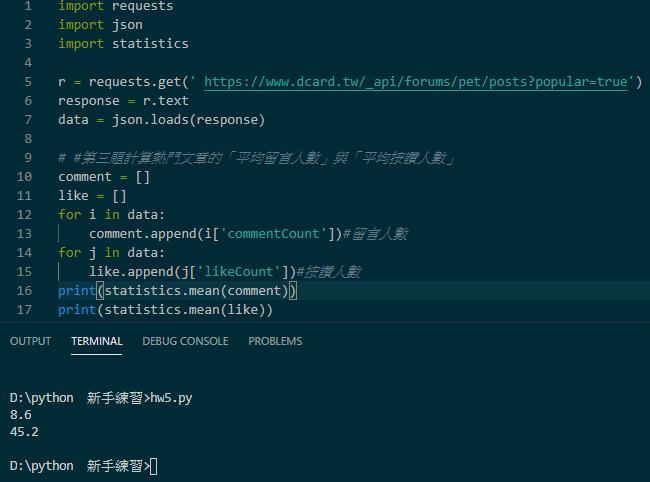 1 import requests
2 import json
3 import statistics
4
5 r = requests.get(' https://www.dcard.tw/_api/forums/pet/posts?popular=true')
6 response = r.text
7 data = json.loads(response)
8
9 # #第三題計算熱門文章的「平均留言人數」與「平均按讚人數」
10 comment = []
11 like = []
12 for i in data:
13 comment.append(i['commentCount'])#留言人數
14 for j in data:
15 like.append(j['likeCount'])#按讚人數
16 print(statistics.mean(comment))
17 print(statistics.mean(like))
OUTPUT TERMINAL DEBUG CONSOLE PROBLEMS
D:\python 新手練習>hw5.py
8.6
45.2
D:\python 新手練習>